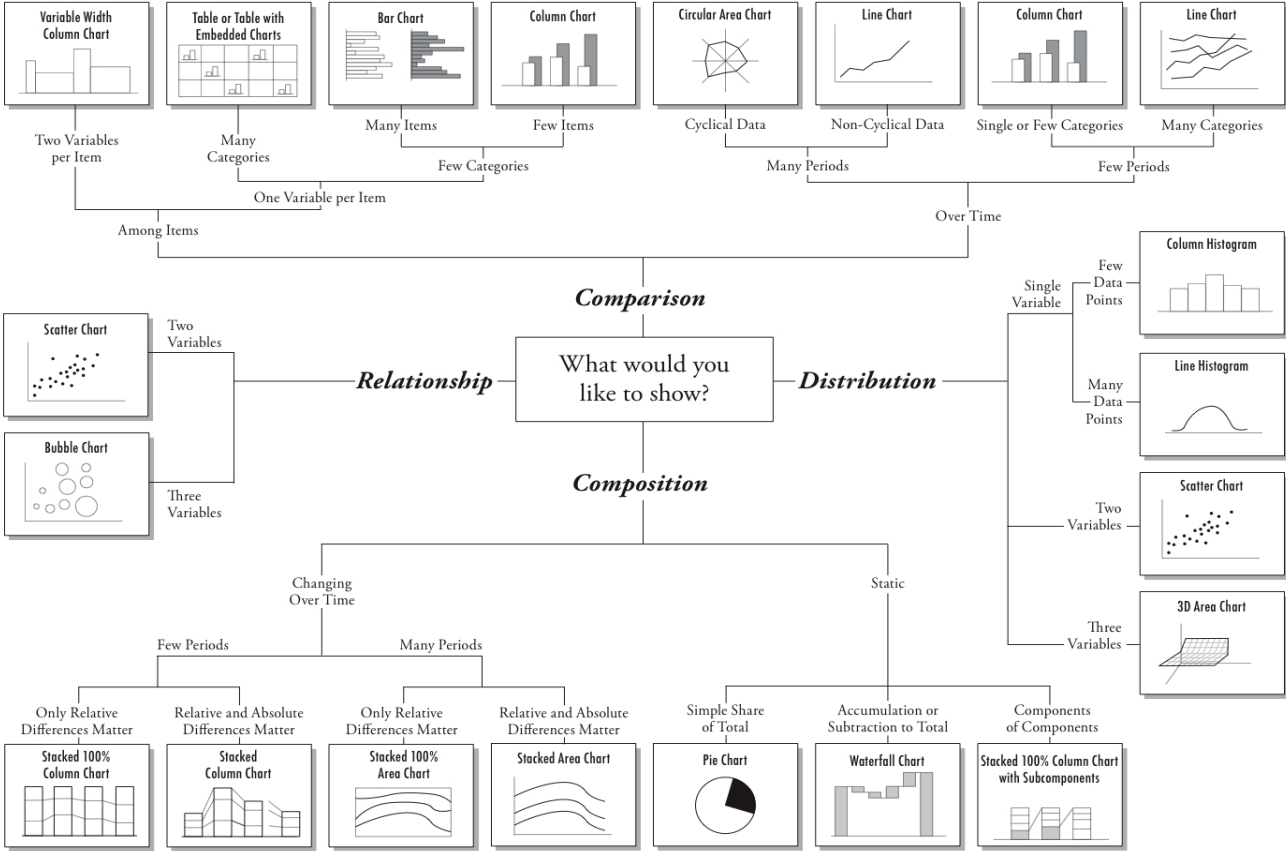 Variable Width
Column Chart
Table or Table with
Embedded Charts
Bar Chart
Column Chart
Circular Area Chart
Line Chart
Column Chart
Line Chart
Two Variables
per Item
Many
Categories
Many Items
Few Items
Cyclical Data
Non-Cyclical Data
Single or Few Categories
Many Categories
Few Categories
Many Periods
Few Periods
One Variable per Item
Among Items
Over Time
Comparison
Relationship
What would you
like to show?
Distribution
Composition
Two
Variables
Scatter Chart
Three
Variables
Bubble Chart
Single
Variable
Few
Data
Points
Column Histogram
Many
Data
Points
Line Histogram
Two
Variables
Scatter Chart
Three
Variables
3D Area Chart
Changing
Over Time
Static
Few Periods
Many Periods
Only Relative
Differences Matter
Relative and Absolute
Differences Matter
Only Relative
Differences Matter
Relative and Absolute
Differences Matter
Simple Share
of Total
Accumulation or
Subtraction to Total
Components
of Components
Stacked 100%
Column Chart
Stacked
Column Chart
Stacked 100%
Area Chart
Stacked Area Chart
Pie Chart
Waterfall Chart
Stacked 100% Column Chart
with Subcomponents